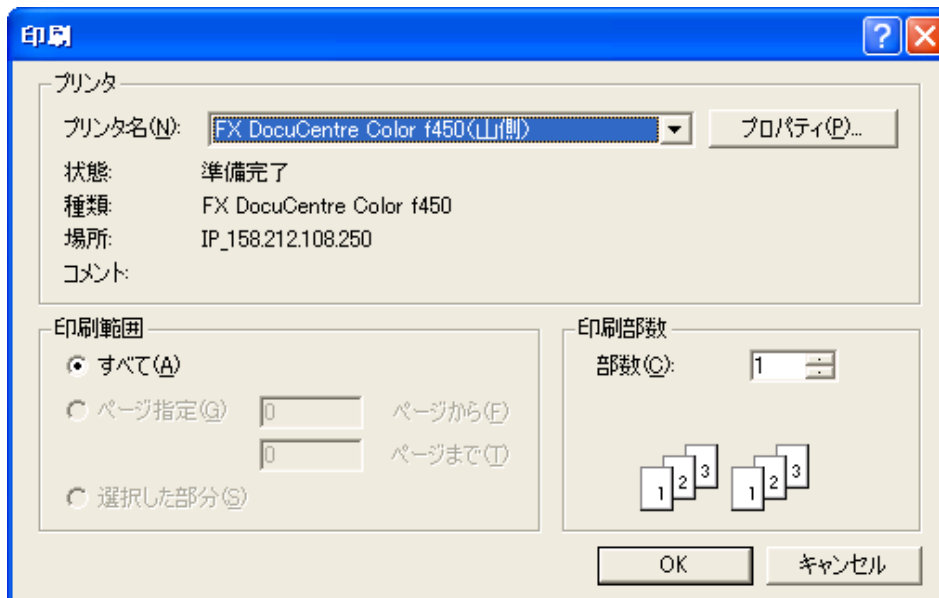 印刷
プリンタ
プリンタ名(N): FX DocuCentre Color f450(山側) プロパティ(P)...
状態: 準備完了
種類: FX DocuCentre Color f450
場所: IP_158.212.108.250
コメント:
印刷範囲
すべて(A)
ページ指定(G) 0 ページから(F)
0 ページまで(T)
選択した部分(S)
印刷部数
部数(C): 1
1 2 3 1 2 3
OK キャンセル